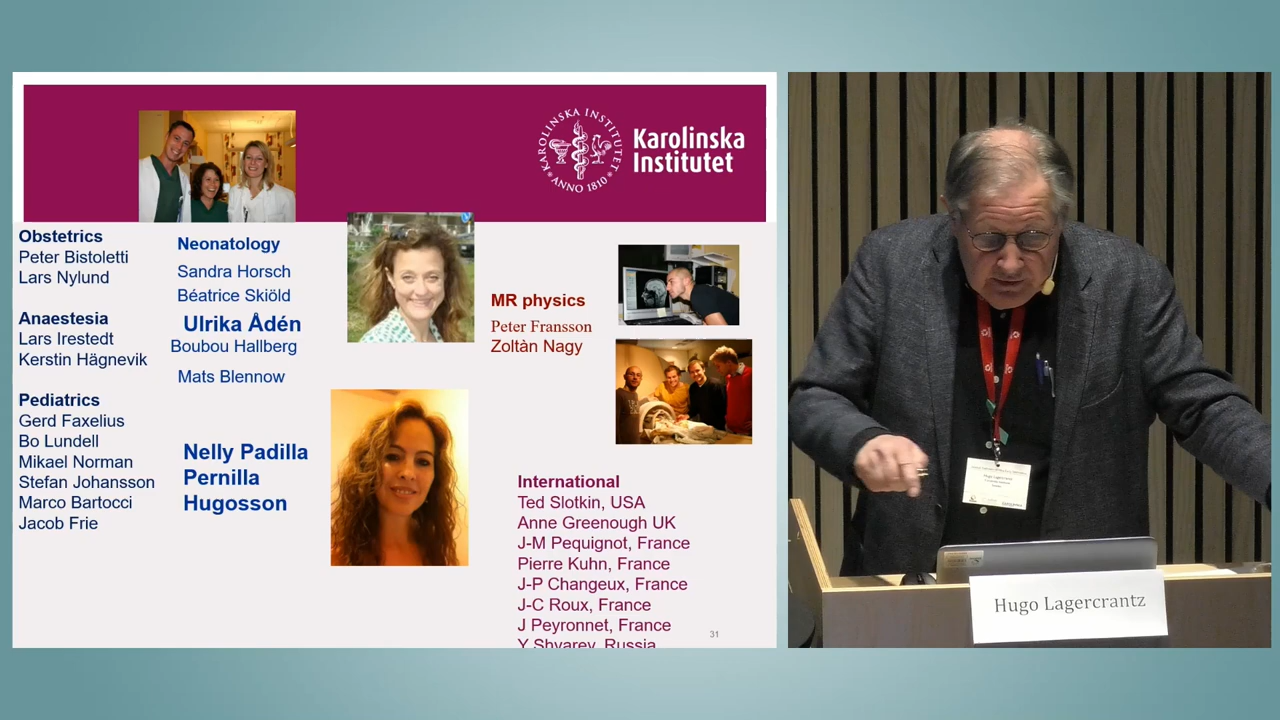 KAROLINSKA INSTITUTET
ANNO 1810
Karolinska
Institutet
Obstetrics
Peter Bistoletti
Lars Nylund
Anaestesia
Lars Irestedt
Kerstin Hägnevik
Pediatrics
Gerd Faxelius
Bo Lundell
Mikael Norman
Stefan Johansson
Marco Bartocci
Jacob Frie
Neonatology
Sandra Horsch
Béatrice Skiöld
Ulrika Ådén
Boubou Hallberg
Mats Blennow
Nelly Padilla
Pernilla
Hugosson
MR physics
Peter Fransson
Zoltàn Nagy
International
Ted Slotkin, USA
Anne Greenough UK
J-M Pequignot, France
Pierre Kuhn, France
J-P Changeux, France
J-C Roux, France
J Peyronnet, France
Y Shvarev, Russia
31
Hugo Lagercrantz